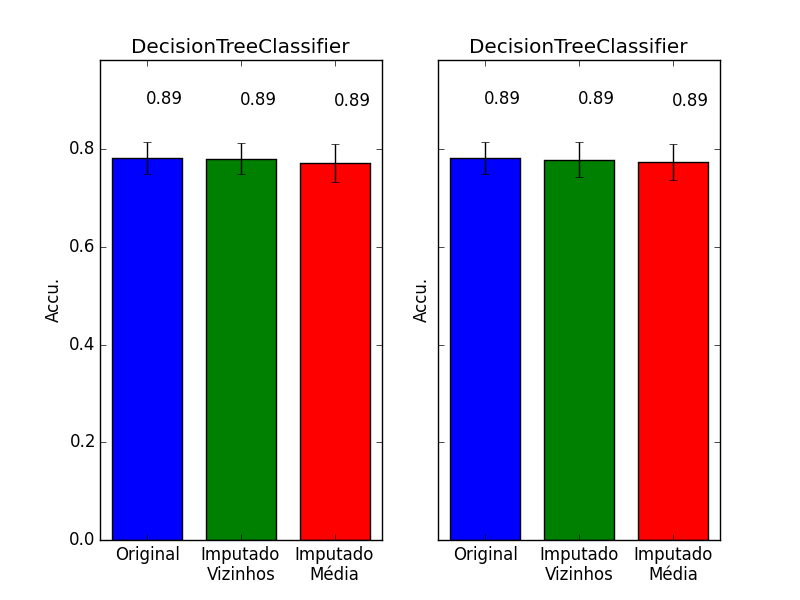 DecisionTreeClassifier
0.89
0.89
0.89
0.8
0.6
0.4
0.2
0.0
Accu.
Original
Imputado
Vizinhos
Imputado
Média
DecisionTreeClassifier
0.89
0.89
0.89
Accu.
Original
Imputado
Vizinhos
Imputado
Média